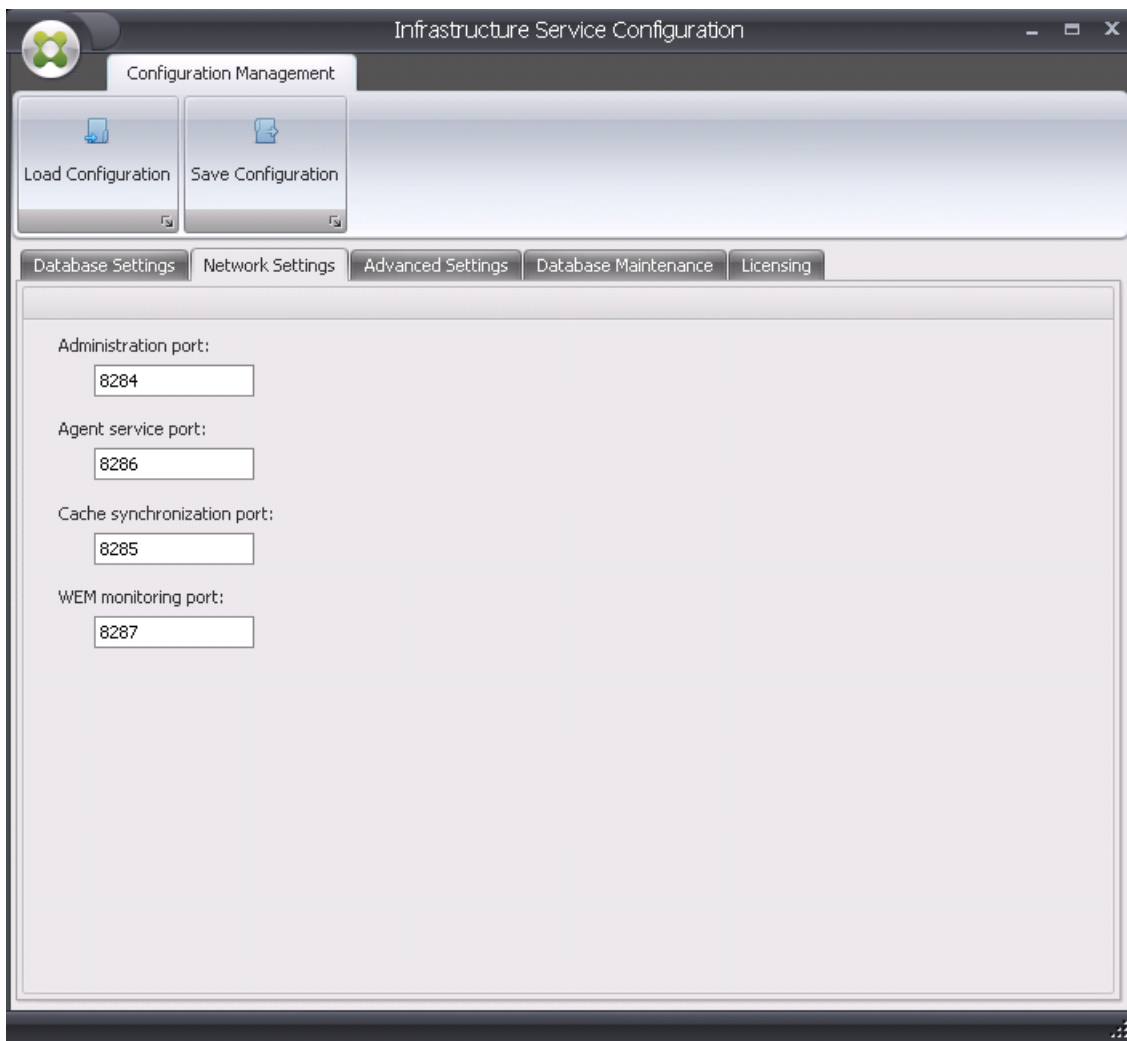 Infrastructure Service Configuration
Configuration Management
Load Configuration
Save Configuration
Database Settings
Network Settings
Advanced Settings
Database Maintenance
Licensing
Administration port:
8284
Agent service port:
8286
Cache synchronization port:
8285
WEM monitoring port:
8287